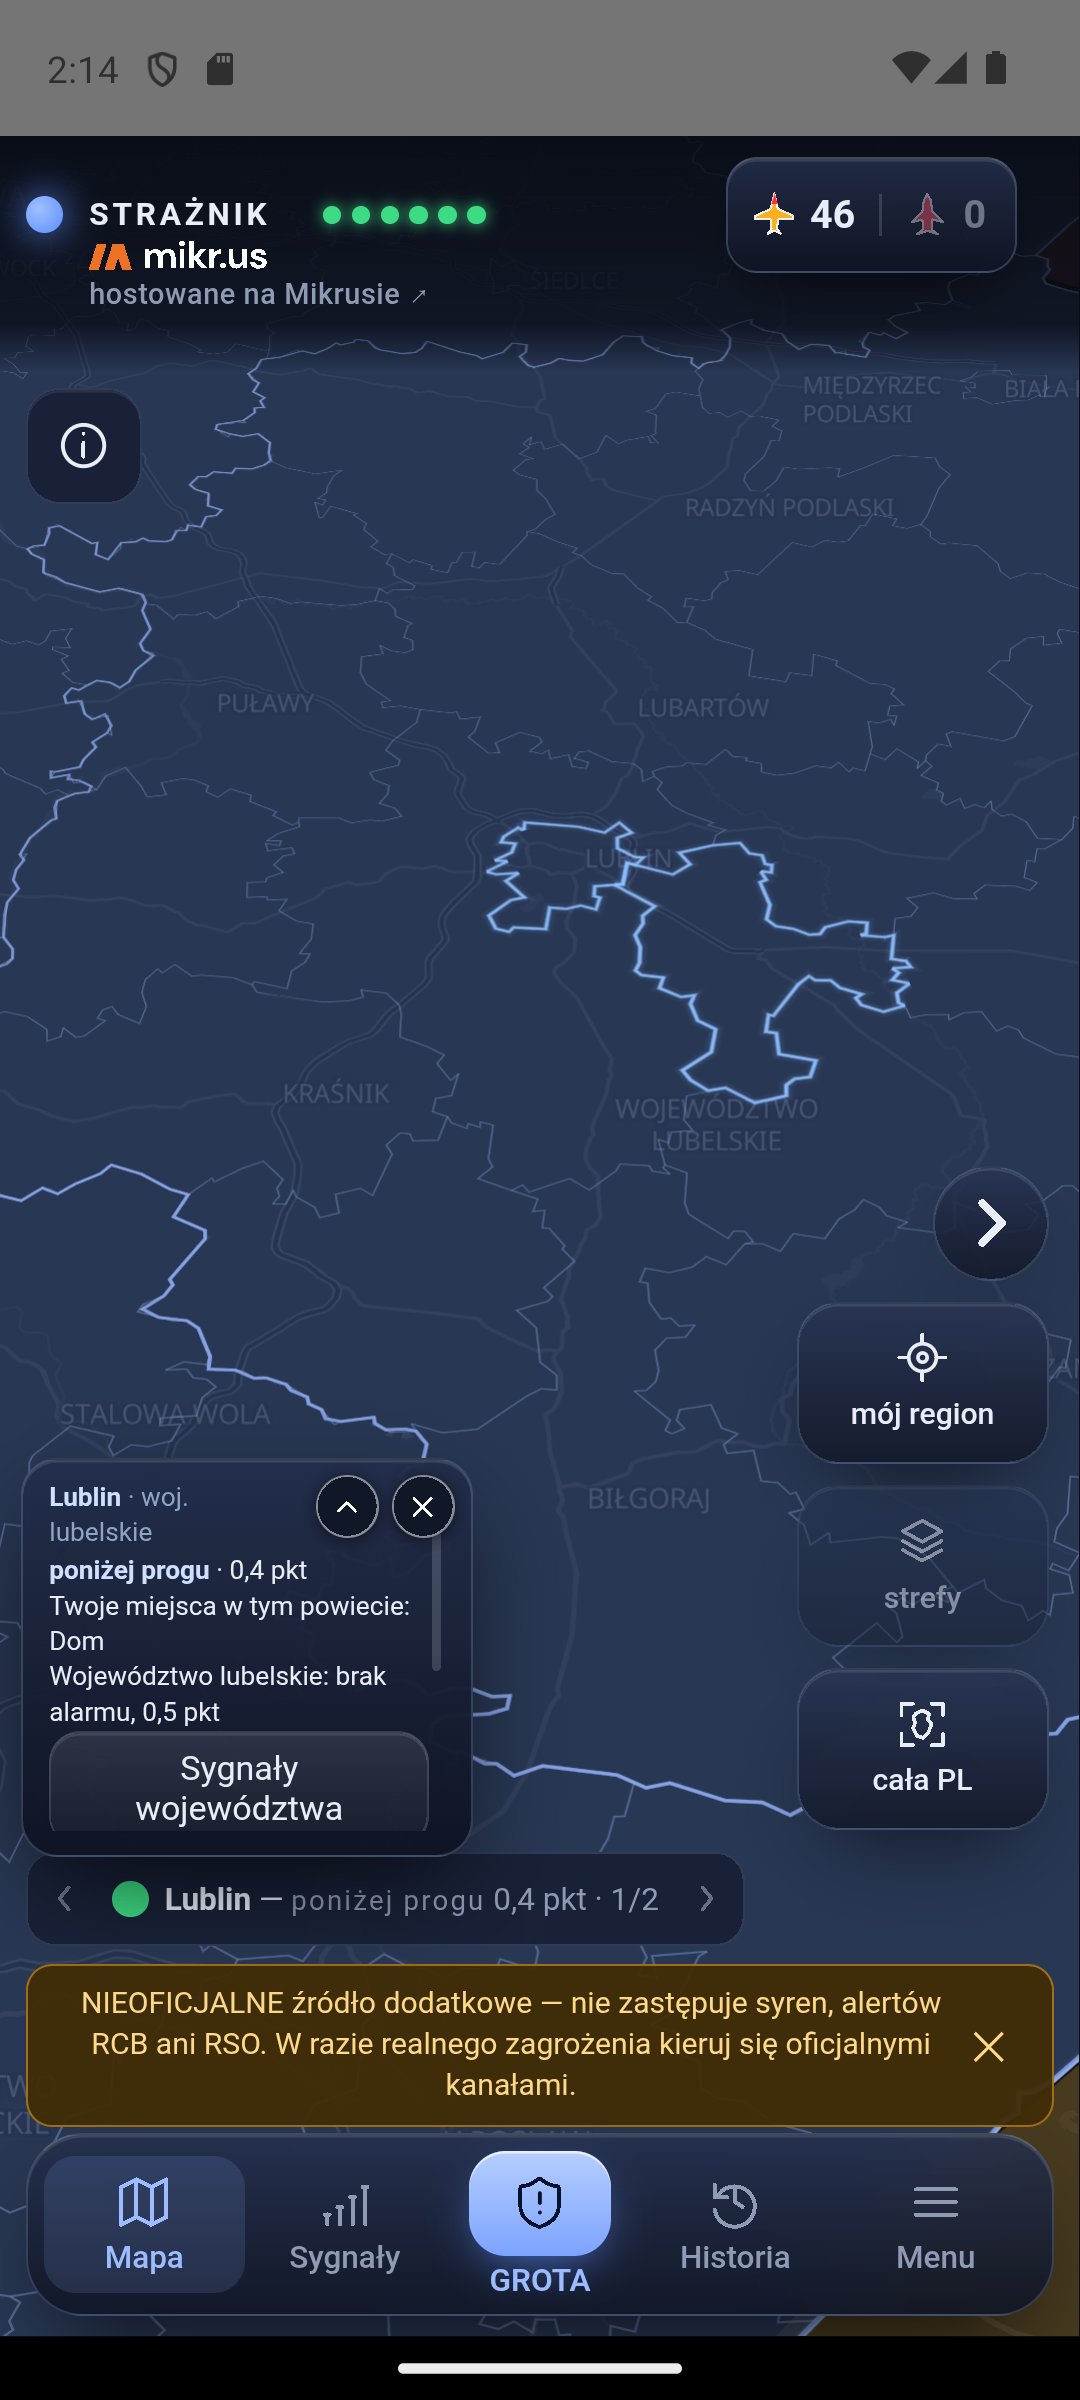 2:14
STRAŻNIK
46
0
mikr.us
hostowane na Mikrusie ↗
SIEDLCE
MIĘDZYRZEC
PODLASKI
BIAŁA
RADZYŃ PODLASKI
PUŁAWY
LUBARTÓW
LUBLIN
KRAŚNIK
WOJEWÓDZTWO
LUBELSKIE
mój region
STALOWA WOLA
BIŁGORAJ
strefy
cała PL
Lublin · woj.
lubelskie
poniżej progu · 0,4 pkt
Twoje miejsca w tym powiecie:
Dom
Województwo lubelskie: brak
alarmu, 0,5 pkt
Sygnały
województwa
Lublin — poniżej progu 0,4 pkt · 1/2
NIEOFICJALNE źródło dodatkowe — nie zastępuje syren, alertów
RCB ani RSO. W razie realnego zagrożenia kieruj się oficjalnymi
kanałami.
Mapa
Sygnały
GROTA
Historia
Menu